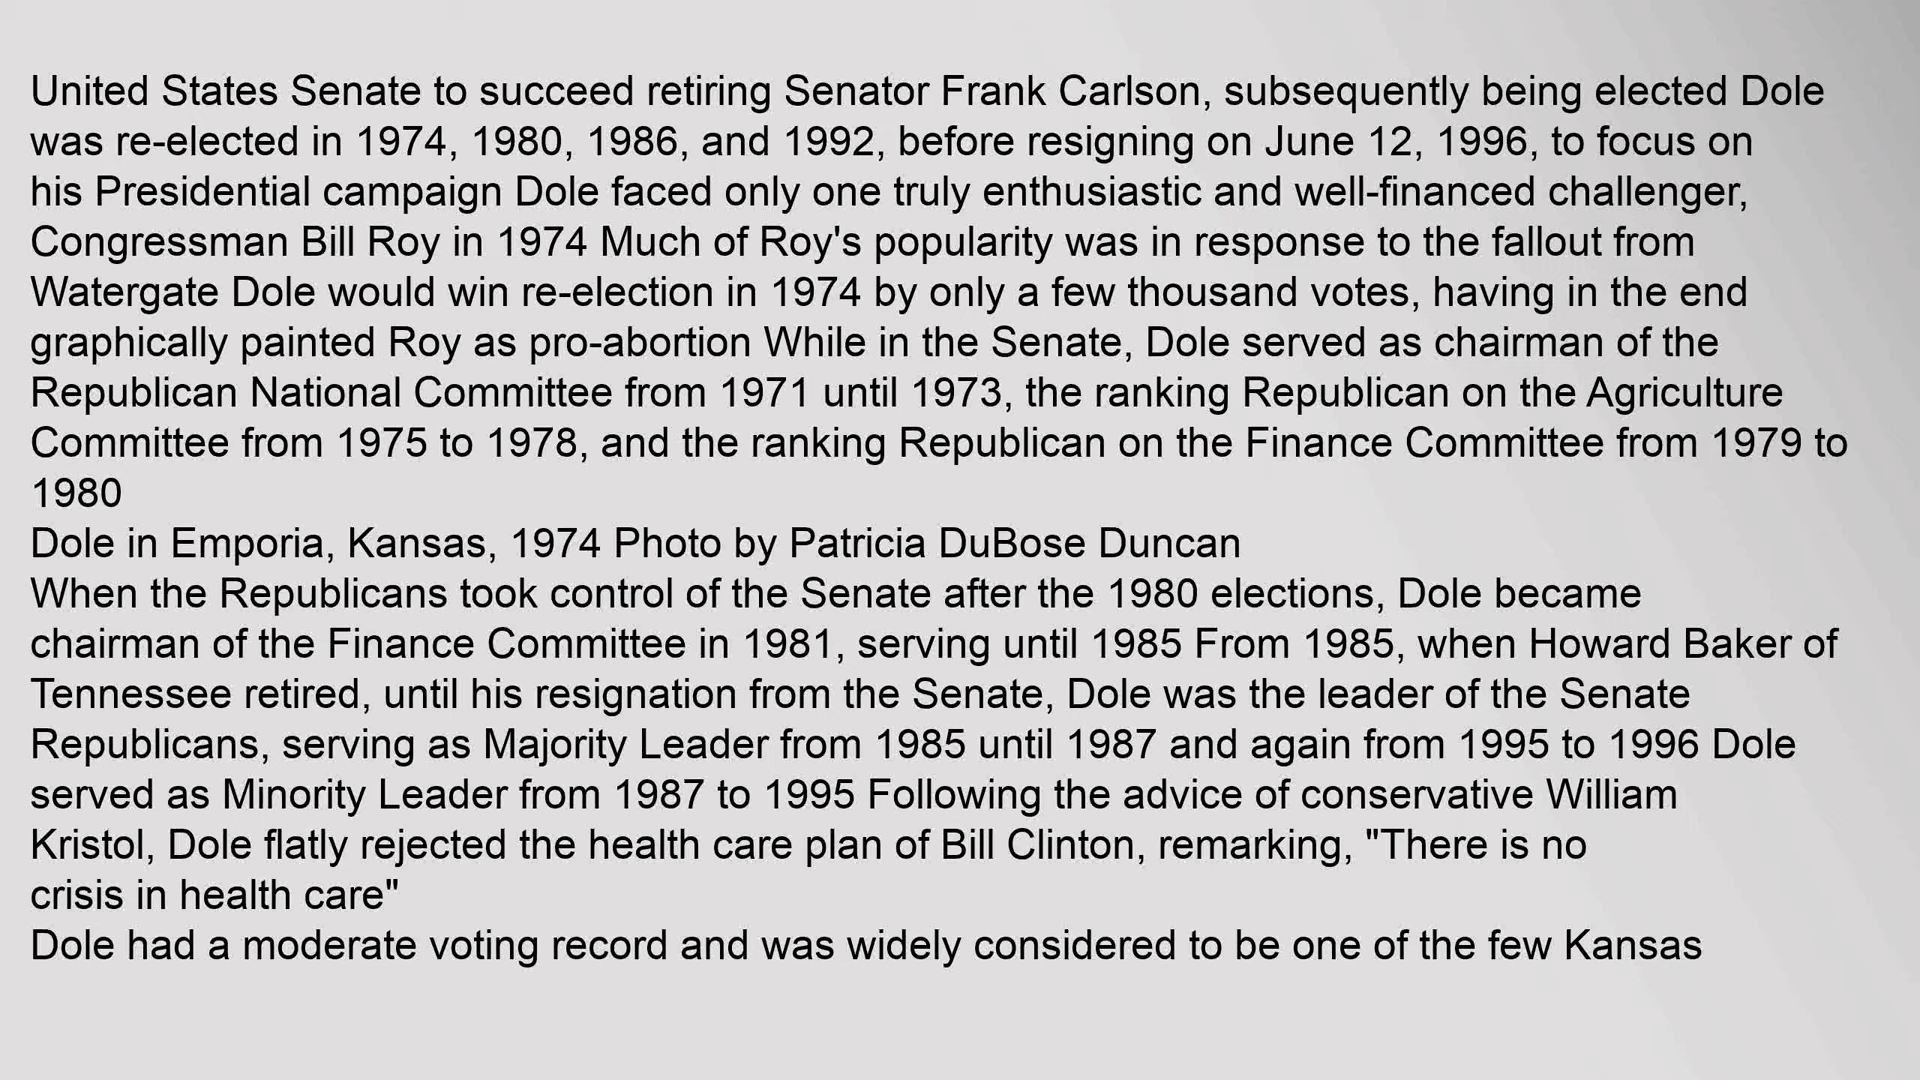 United States Senate to succeed retiring Senator Frank Carlson, subsequently being elected Dole
was re-elected in 1974, 1980, 1986, and 1992, before resigning on June 12, 1996, to focus on
his Presidential campaign Dole faced only one truly enthusiastic and well-financed challenger,
Congressman Bill Roy in 1974 Much of Roy's popularity was in response to the fallout from
Watergate Dole would win re-election in 1974 by only a few thousand votes, having in the end
graphically painted Roy as pro-abortion While in the Senate, Dole served as chairman of the
Republican National Committee from 1971 until 1973, the ranking Republican on the Agriculture
Committee from 1975 to 1978, and the ranking Republican on the Finance Committee from 1979 to
1980
Dole in Emporia, Kansas, 1974 Photo by Patricia DuBose Duncan
When the Republicans took control of the Senate after the 1980 elections, Dole became
chairman of the Finance Committee in 1981, serving until 1985 From 1985, when Howard Baker of
Tennessee retired, until his resignation from the Senate, Dole was the leader of the Senate
Republicans, serving as Majority Leader from 1985 until 1987 and again from 1995 to 1996 Dole
served as Minority Leader from 1987 to 1995 Following the advice of conservative William
Kristol, Dole flatly rejected the health care plan of Bill Clinton, remarking, "There is no
crisis in health care"
Dole had a moderate voting record and was widely considered to be one of the few Kansas